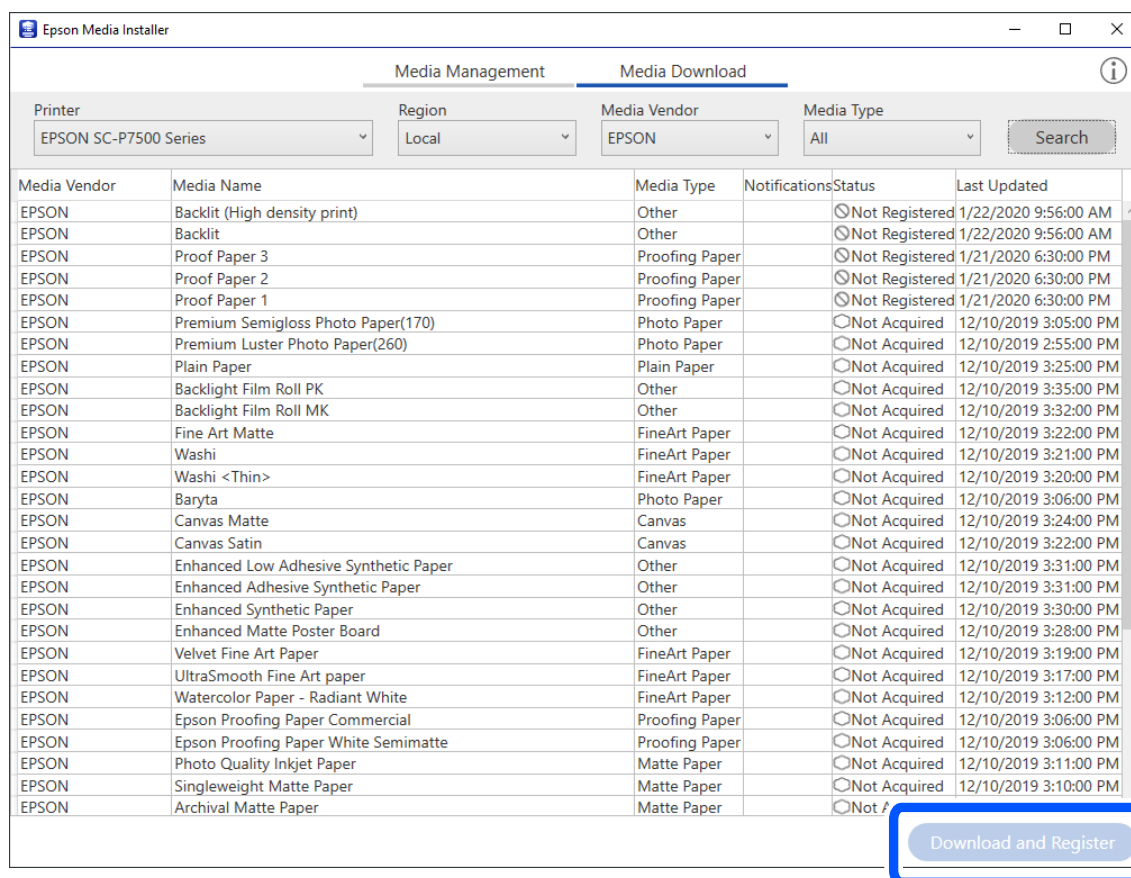 Epson Media Installer
Media Management Media Download
Printer Region Media Vendor Media Type
EPSON SC-P7500 Series Local EPSON All Search
Media Vendor Media Name Media Type Notifications Status Last Updated
EPSON Backlit (High density print) Other Not Registered 1/22/2020 9:56:00 AM
EPSON Backlit Other Not Registered 1/22/2020 9:56:00 AM
EPSON Proof Paper 3 Proofing Paper Not Registered 1/21/2020 6:30:00 PM
EPSON Proof Paper 2 Proofing Paper Not Registered 1/21/2020 6:30:00 PM
EPSON Proof Paper 1 Proofing Paper Not Registered 1/21/2020 6:30:00 PM
EPSON Premium Semigloss Photo Paper(170) Photo Paper Not Acquired 12/10/2019 3:05:00 PM
EPSON Premium Luster Photo Paper(260) Photo Paper Not Acquired 12/10/2019 2:55:00 PM
EPSON Plain Paper Plain Paper Not Acquired 12/10/2019 3:25:00 PM
EPSON Backlight Film Roll PK Other Not Acquired 12/10/2019 3:35:00 PM
EPSON Backlight Film Roll MK Other Not Acquired 12/10/2019 3:32:00 PM
EPSON Fine Art Matte FineArt Paper Not Acquired 12/10/2019 3:22:00 PM
EPSON Washi FineArt Paper Not Acquired 12/10/2019 3:21:00 PM
EPSON Washi <Thin> FineArt Paper Not Acquired 12/10/2019 3:20:00 PM
EPSON Baryta Photo Paper Not Acquired 12/10/2019 3:06:00 PM
EPSON Canvas Matte Canvas Not Acquired 12/10/2019 3:24:00 PM
EPSON Canvas Satin Canvas Not Acquired 12/10/2019 3:22:00 PM
EPSON Enhanced Low Adhesive Synthetic Paper Other Not Acquired 12/10/2019 3:31:00 PM
EPSON Enhanced Adhesive Synthetic Paper Other Not Acquired 12/10/2019 3:31:00 PM
EPSON Enhanced Synthetic Paper Other Not Acquired 12/10/2019 3:30:00 PM
EPSON Enhanced Matte Poster Board Other Not Acquired 12/10/2019 3:28:00 PM
EPSON Velvet Fine Art Paper FineArt Paper Not Acquired 12/10/2019 3:19:00 PM
EPSON UltraSmooth Fine Art paper FineArt Paper Not Acquired 12/10/2019 3:17:00 PM
EPSON Watercolor Paper - Radiant White FineArt Paper Not Acquired 12/10/2019 3:12:00 PM
EPSON Epson Proofing Paper Commercial Proofing Paper Not Acquired 12/10/2019 3:06:00 PM
EPSON Epson Proofing Paper White Semimatte Proofing Paper Not Acquired 12/10/2019 3:06:00 PM
EPSON Photo Quality Inkjet Paper Matte Paper Not Acquired 12/10/2019 3:11:00 PM
EPSON Singleweight Matte Paper Matte Paper Not Acquired 12/10/2019 3:10:00 PM
EPSON Archival Matte Paper Matte Paper Not
Download and Register